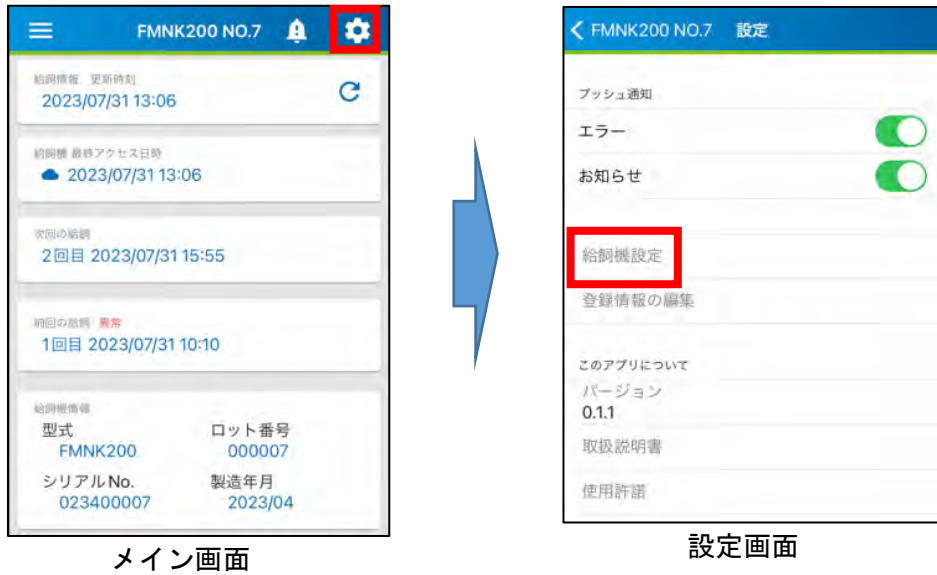 FMNK200 NO.7
給餌情報 更新時刻
2023/07/31 13:06
給餌機 最終アクセス日時
2023/07/31 13:06
次回の給餌
2回目 2023/07/31 15:55
前回の給餌 異常
1回目 2023/07/31 10:10
給餌機情報
型式 ロット番号
FMNK200 000007
シリアルNo. 製造年月
023400007 2023/04
メイン画面
FMNK200 NO.7 設定
プッシュ通知
エラー
お知らせ
給餌機設定
登録情報の編集
このアプリについて
バージョン
0.1.1
取扱説明書
使用許諾
設定画面